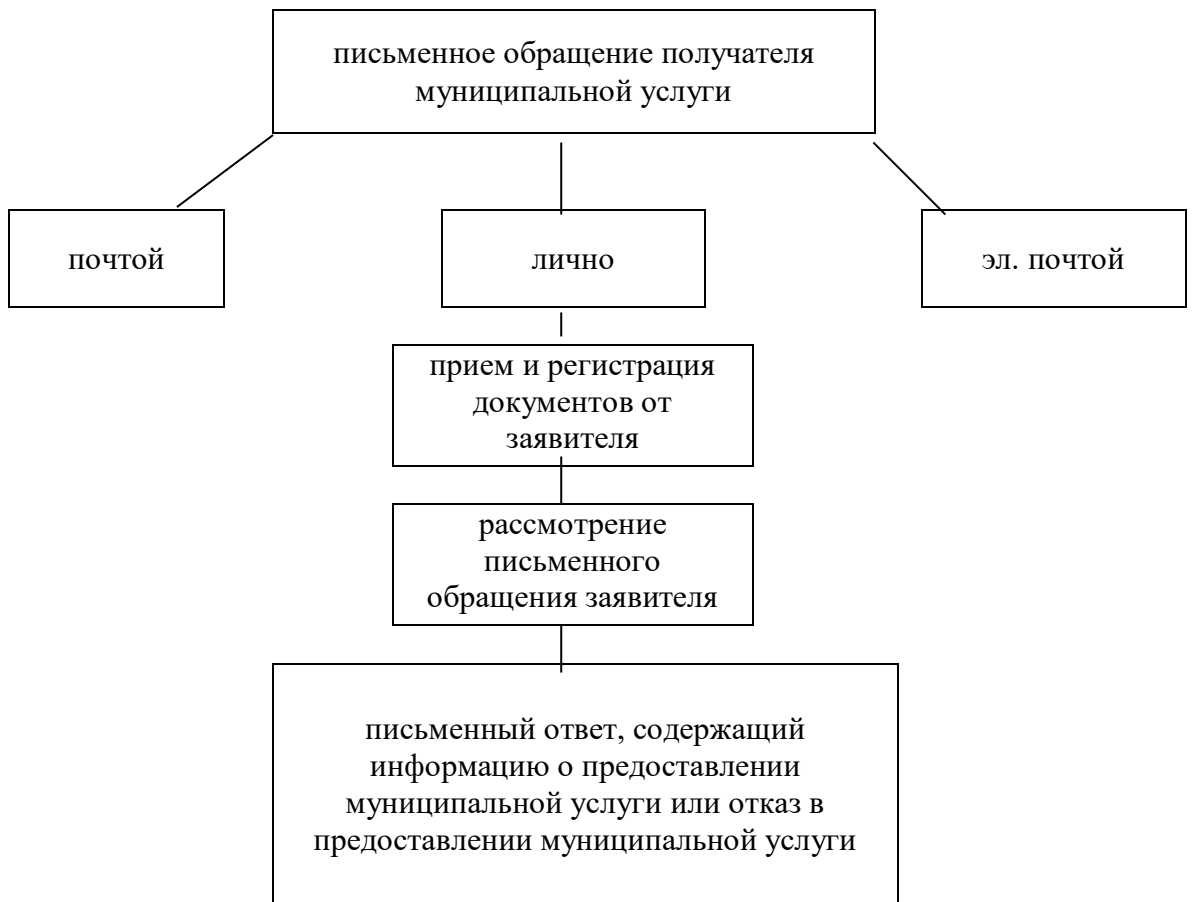 письменное обращение получателя
муниципальной услуги
почтой
лично
эл. почтой
прием и регистрация
документов от
заявителя
рассмотрение
письменного
обращения заявителя
письменный ответ, содержащий
информацию о предоставлении
муниципальной услуги или отказ в
предоставлении муниципальной услуги